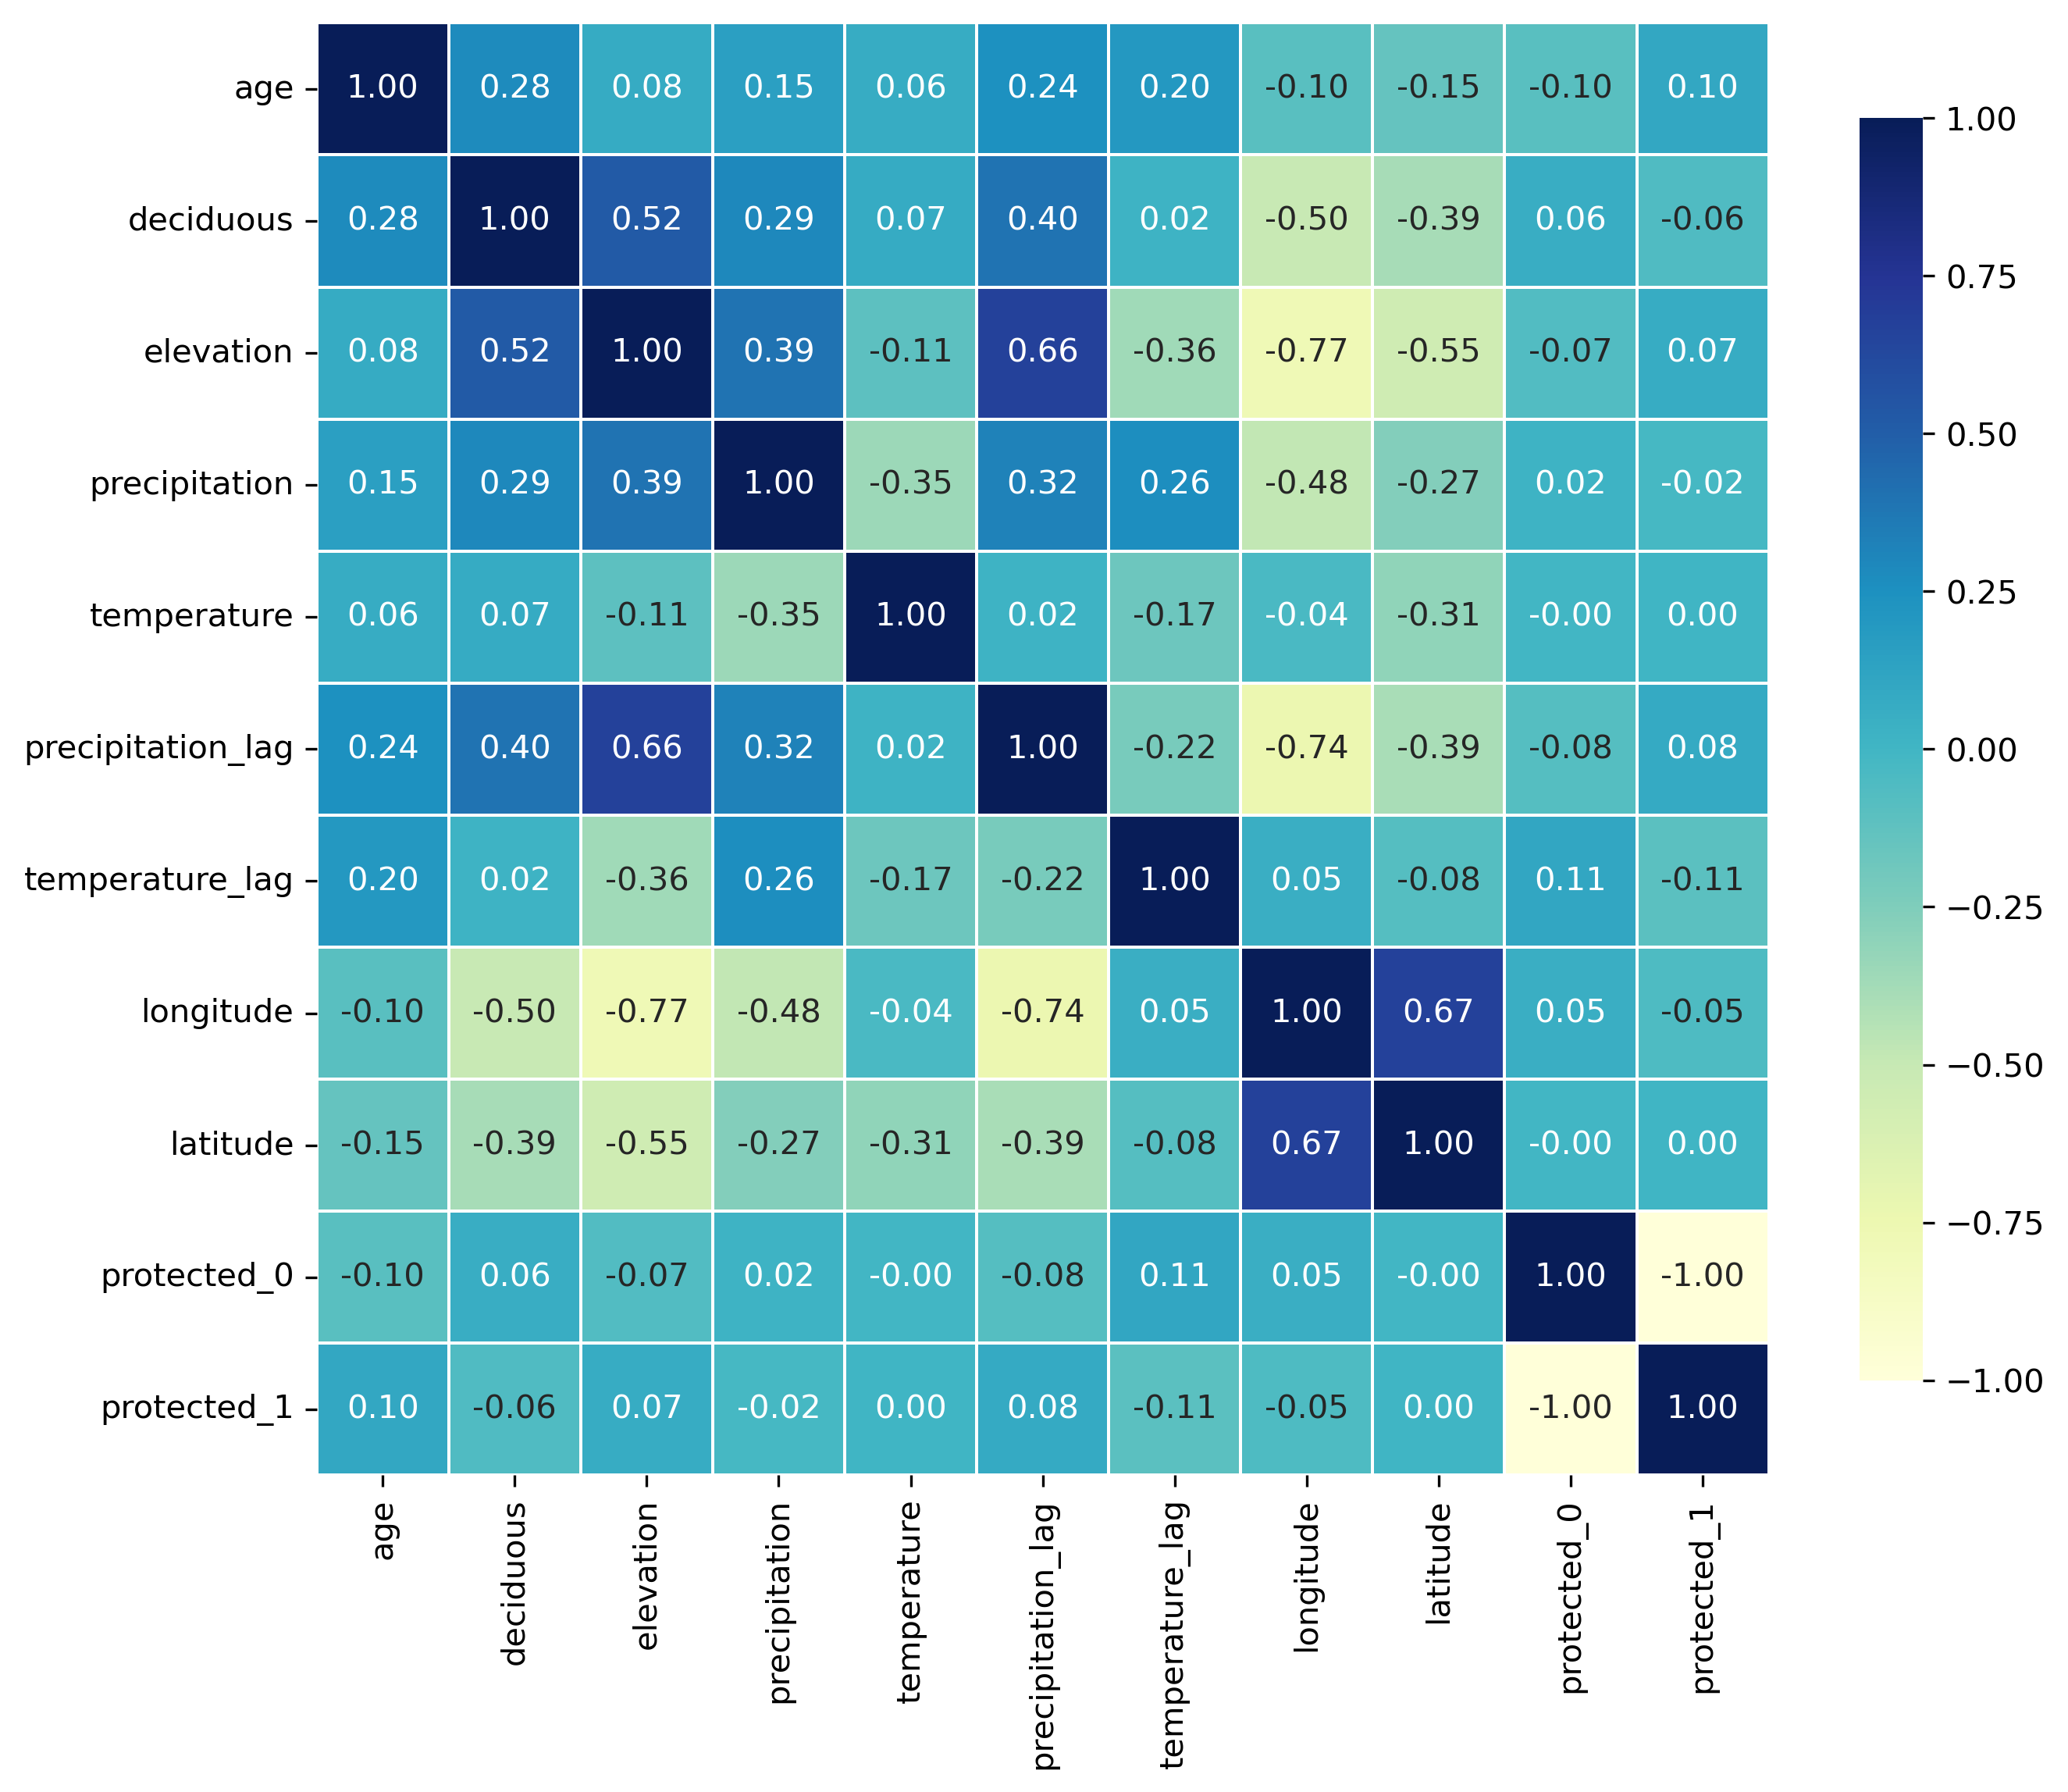 age 1.00 0.28 0.08 0.15 0.06 0.24 0.20 -0.10 -0.15 -0.10 0.10
deciduous 0.28 1.00 0.52 0.29 0.07 0.40 0.02 -0.50 -0.39 0.06 -0.06
elevation 0.08 0.52 1.00 0.39 -0.11 0.66 -0.36 -0.77 -0.55 -0.07 0.07
precipitation 0.15 0.29 0.39 1.00 -0.35 0.32 0.26 -0.48 -0.27 0.02 -0.02
temperature 0.06 0.07 -0.11 -0.35 1.00 0.02 -0.17 -0.04 -0.31 -0.00 0.00
precipitation_lag 0.24 0.40 0.66 0.32 0.02 1.00 -0.22 -0.74 -0.39 -0.08 0.08
temperature_lag 0.20 0.02 -0.36 0.26 -0.17 -0.22 1.00 0.05 -0.08 0.11 -0.11
longitude -0.10 -0.50 -0.77 -0.48 -0.04 -0.74 0.05 1.00 0.67 0.05 -0.05
latitude -0.15 -0.39 -0.55 -0.27 -0.31 -0.39 -0.08 0.67 1.00 -0.00 0.00
protected_0 -0.10 0.06 -0.07 0.02 -0.00 -0.08 0.11 0.05 -0.00 1.00 -1.00
protected_1 0.10 -0.06 0.07 -0.02 0.00 0.08 -0.11 -0.05 0.00 -1.00 1.00
age
deciduous
elevation
precipitation
temperature
precipitation_lag
temperature_lag
longitude
latitude
protected_0
protected_1
1.00
0.75
0.50
0.25
0.00
−0.25
−0.50
−0.75
−1.00